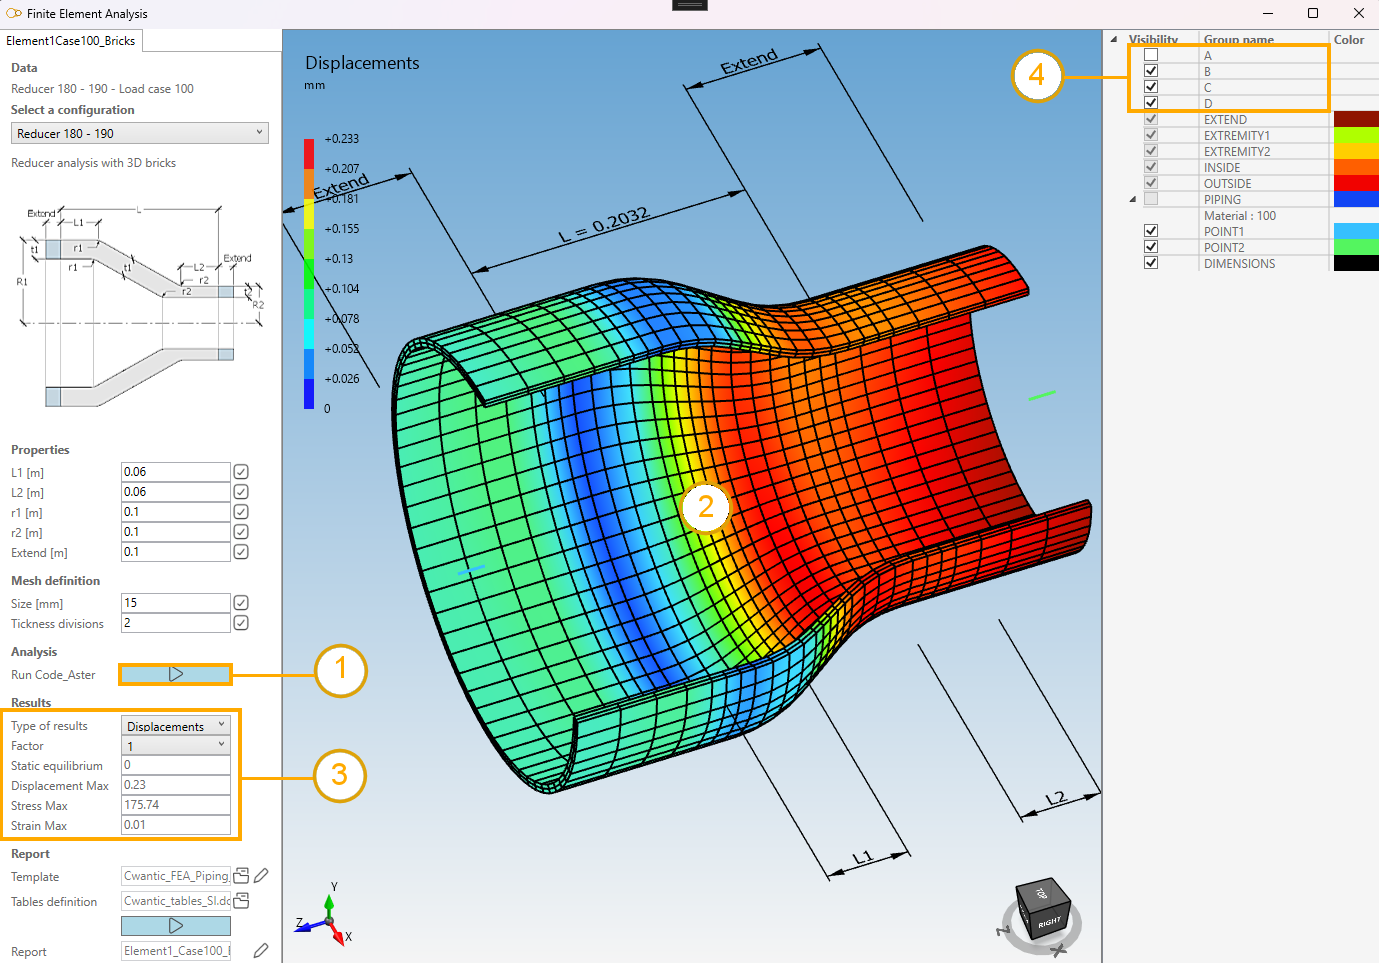 Finite Element Analysis
Element1Case100_Bricks
Data
Reducer 180 - 190 - Load case 100
Select a configuration
Reducer 180 - 190
Reducer analysis with 3D bricks
L
Extend
L1
r1
t1
r1
t1
R1
L2
Extend
r2
r2
t2
R2
Properties
L1 [m] 0.06
L2 [m] 0.06
r1 [m] 0.1
r2 [m] 0.1
Extend [m] 0.1
Mesh definition
Size [mm] 15
Tickness divisions 2
Analysis
Run Code_Aster
1
Results
Type of results Displacements
Factor 1
Static equilibrium 0
Displacement Max 0.23
Stress Max 175.74
Strain Max 0.01
3
Report
Template Cwantic_FEA_Piping_
Tables definition Cwantic_tables_SI.dc
Report Element1_Case100_
Displacements
mm
+0.233
+0.207
+0.181
+0.155
+0.13
+0.104
+0.078
+0.052
+0.026
0
Extend
Extend
L = 0.2032
2
L1
L2
Y
Z
X
TOP
RIGHT
Z
X
4
Visibility Group name Color
A
B
C
D
EXTEND
EXTREMITY1
EXTREMITY2
INSIDE
OUTSIDE
PIPING
Material : 100
POINT1
POINT2
DIMENSIONS